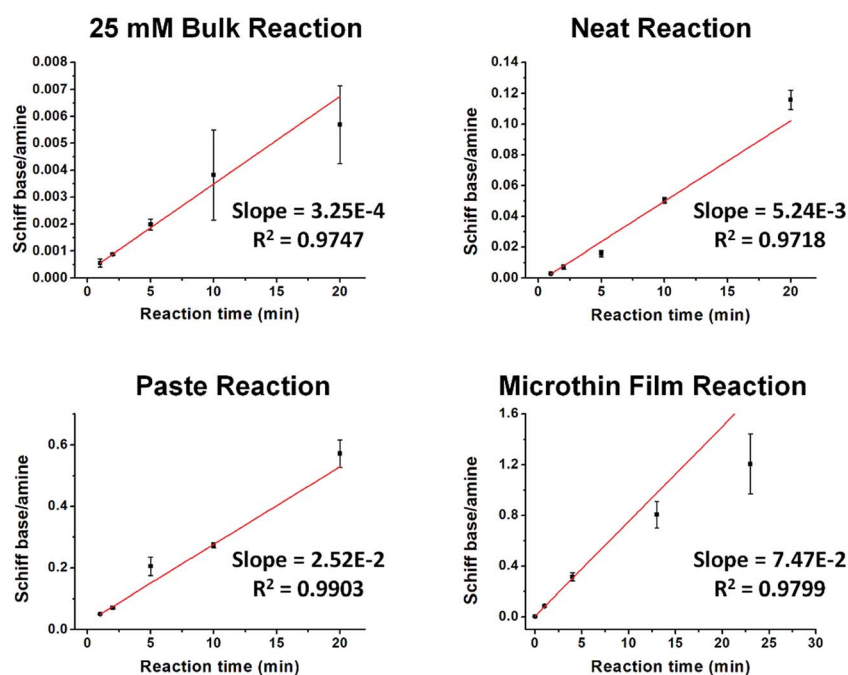 25 mM Bulk Reaction
0.008
0.007
0.006
0.005
0.004
0.003
0.002
0.001
0.000
Schiff base/amine
Slope = 3.25E-4
R² = 0.9747
0 5 10 15 20
Reaction time (min)
Neat Reaction
0.14
0.12
0.10
0.08
0.06
0.04
0.02
0.00
Schiff base/amine
Slope = 5.24E-3
R² = 0.9718
0 5 10 15 20
Reaction time (min)
Paste Reaction
0.6
0.4
0.2
0.0
Schiff base/amine
Slope = 2.52E-2
R² = 0.9903
0 5 10 15 20
Reaction time (min)
Microthin Film Reaction
1.6
1.2
0.8
0.4
0.0
Schiff base/amine
Slope = 7.47E-2
R² = 0.9799
0 5 10 15 20 25 30
Reaction time (min)